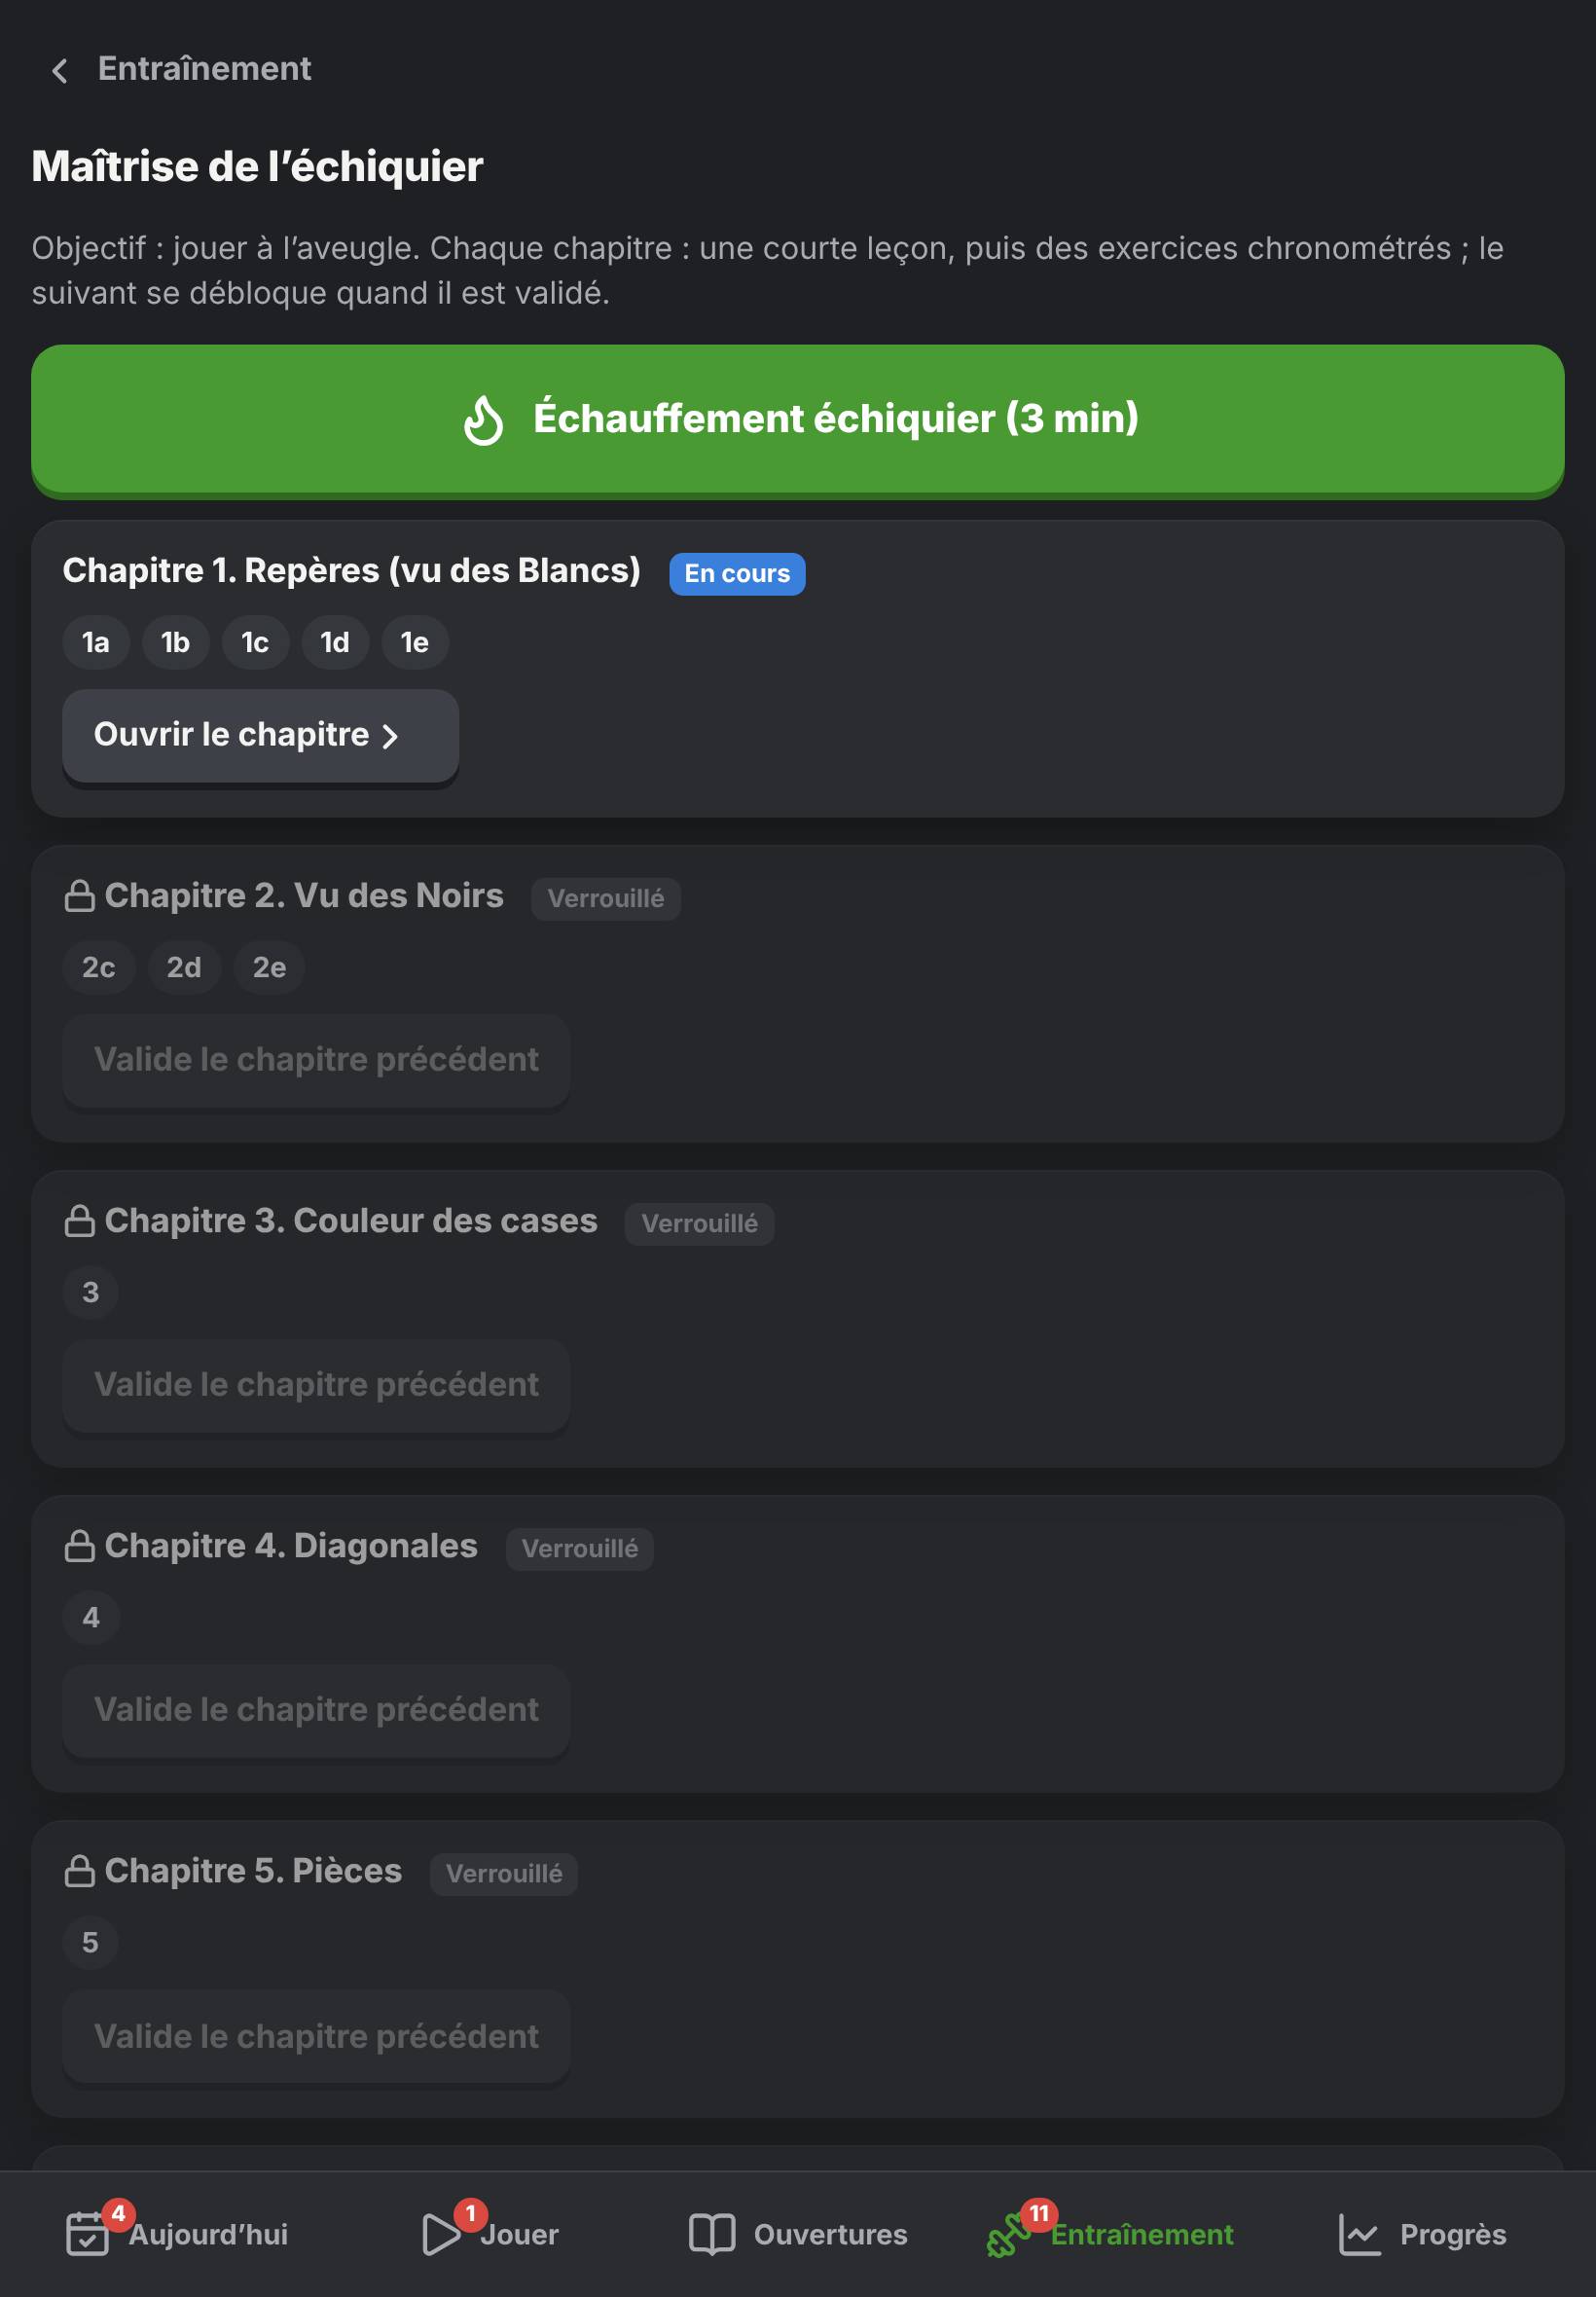 Entraînement
Maîtrise de l’échiquier
Objectif : jouer à l’aveugle. Chaque chapitre : une courte leçon, puis des exercices chronométrés ; le
suivant se débloque quand il est validé.
Échauffement échiquier (3 min)
Chapitre 1. Repères (vu des Blancs) En cours
1a 1b 1c 1d 1e
Ouvrir le chapitre
Chapitre 2. Vu des Noirs Verrouillé
2c 2d 2e
Valide le chapitre précédent
Chapitre 3. Couleur des cases Verrouillé
3
Valide le chapitre précédent
Chapitre 4. Diagonales Verrouillé
4
Valide le chapitre précédent
Chapitre 5. Pièces Verrouillé
5
Valide le chapitre précédent
4 Aujourd’hui 1 Jouer Ouvertures 11 Entraînement Progrès